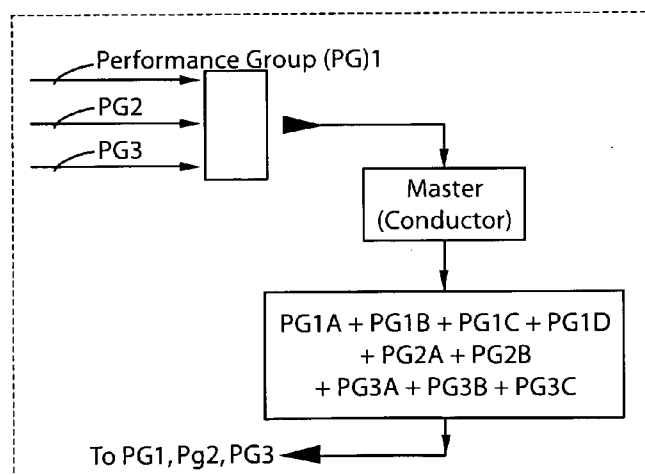 Performance Group (PG)1
PG2
PG3
Master
(Conductor)
PG1A + PG1B + PG1C + PG1D
+ PG2A + PG2B
+ PG3A + PG3B + PG3C
To PG1, Pg2, PG3